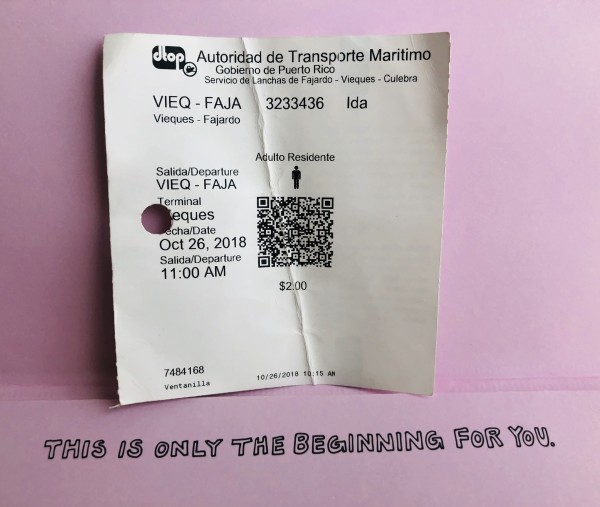 dtop Autoridad de Transporte Marítimo
Gobierno de Puerto Rico
Servicio de Lanchas de Fajardo - Vieques - Culebra
VIEQ - FAJA 3233436 Ida
Vieques - Fajardo
Adulto Residente
Salida/Departure
VIEQ - FAJA
Terminal
eques
echa/Date
Oct 26, 2018
Salida/Departure
11:00 AM
$2.00
7484168
Ventanilla
10/26/2018 10:15 AM
THIS IS ONLY THE BEGINNING FOR YOU.